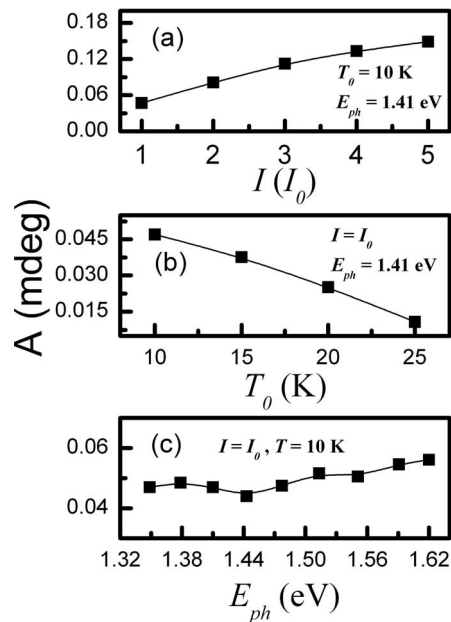 A (mdeg)
0.18
(a)
0.12
0.06
0.00
T0 = 10 K
Eph = 1.41 eV
1 2 3 4 5
I (I0)
0.045
0.030
0.015
(b)
I = I0
Eph = 1.41 eV
10 15 20 25
T0 (K)
0.06
0.04
(c)
I = I0 , T = 10 K
1.32 1.38 1.44 1.50 1.56 1.62
Eph (eV)